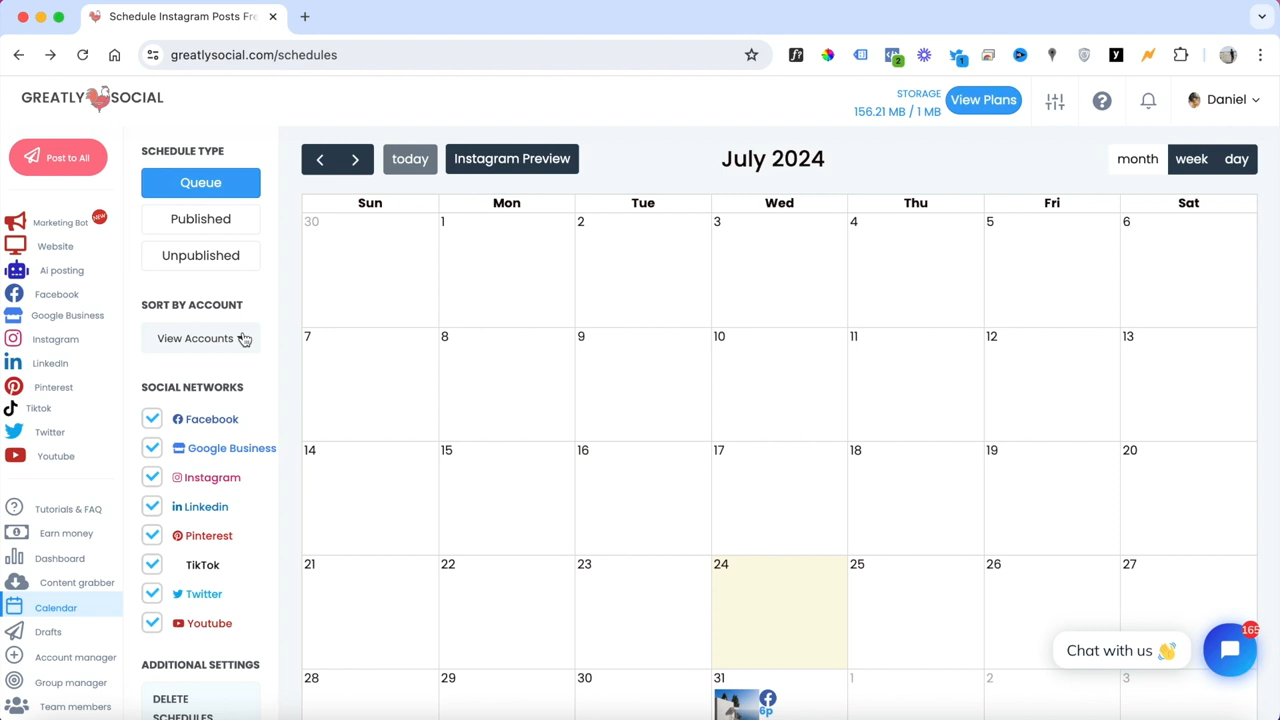 Schedule Instagram Posts Fre
greatlysocial.com/schedules
2
1
y
GREATLY SOCIAL
STORAGE
156.21 MB / 1 MB
View Plans
Daniel
Post to All
Marketing Bot
NEW
Website
Ai posting
Facebook
Google Business
Instagram
LinkedIn
Pinterest
Tiktok
Twitter
Youtube
Tutorials & FAQ
Earn money
Dashboard
Content grabber
Calendar
Drafts
Account manager
Group manager
Team members
SCHEDULE TYPE
Queue
Published
Unpublished
SORT BY ACCOUNT
View Accounts
SOCIAL NETWORKS
Facebook
Google Business
Instagram
Linkedin
Pinterest
TikTok
Twitter
Youtube
ADDITIONAL SETTINGS
DELETE
SCHEDULES
today
Instagram Preview
July 2024
month week day
Sun Mon Tue Wed Thu Fri Sat
30 1 2 3 4 5 6
7 8 9 10 11 12 13
14 15 16 17 18 19 20
21 22 23 24 25 26 27
28 29 30 31 1 2 3
6p
Chat with us 👋
165